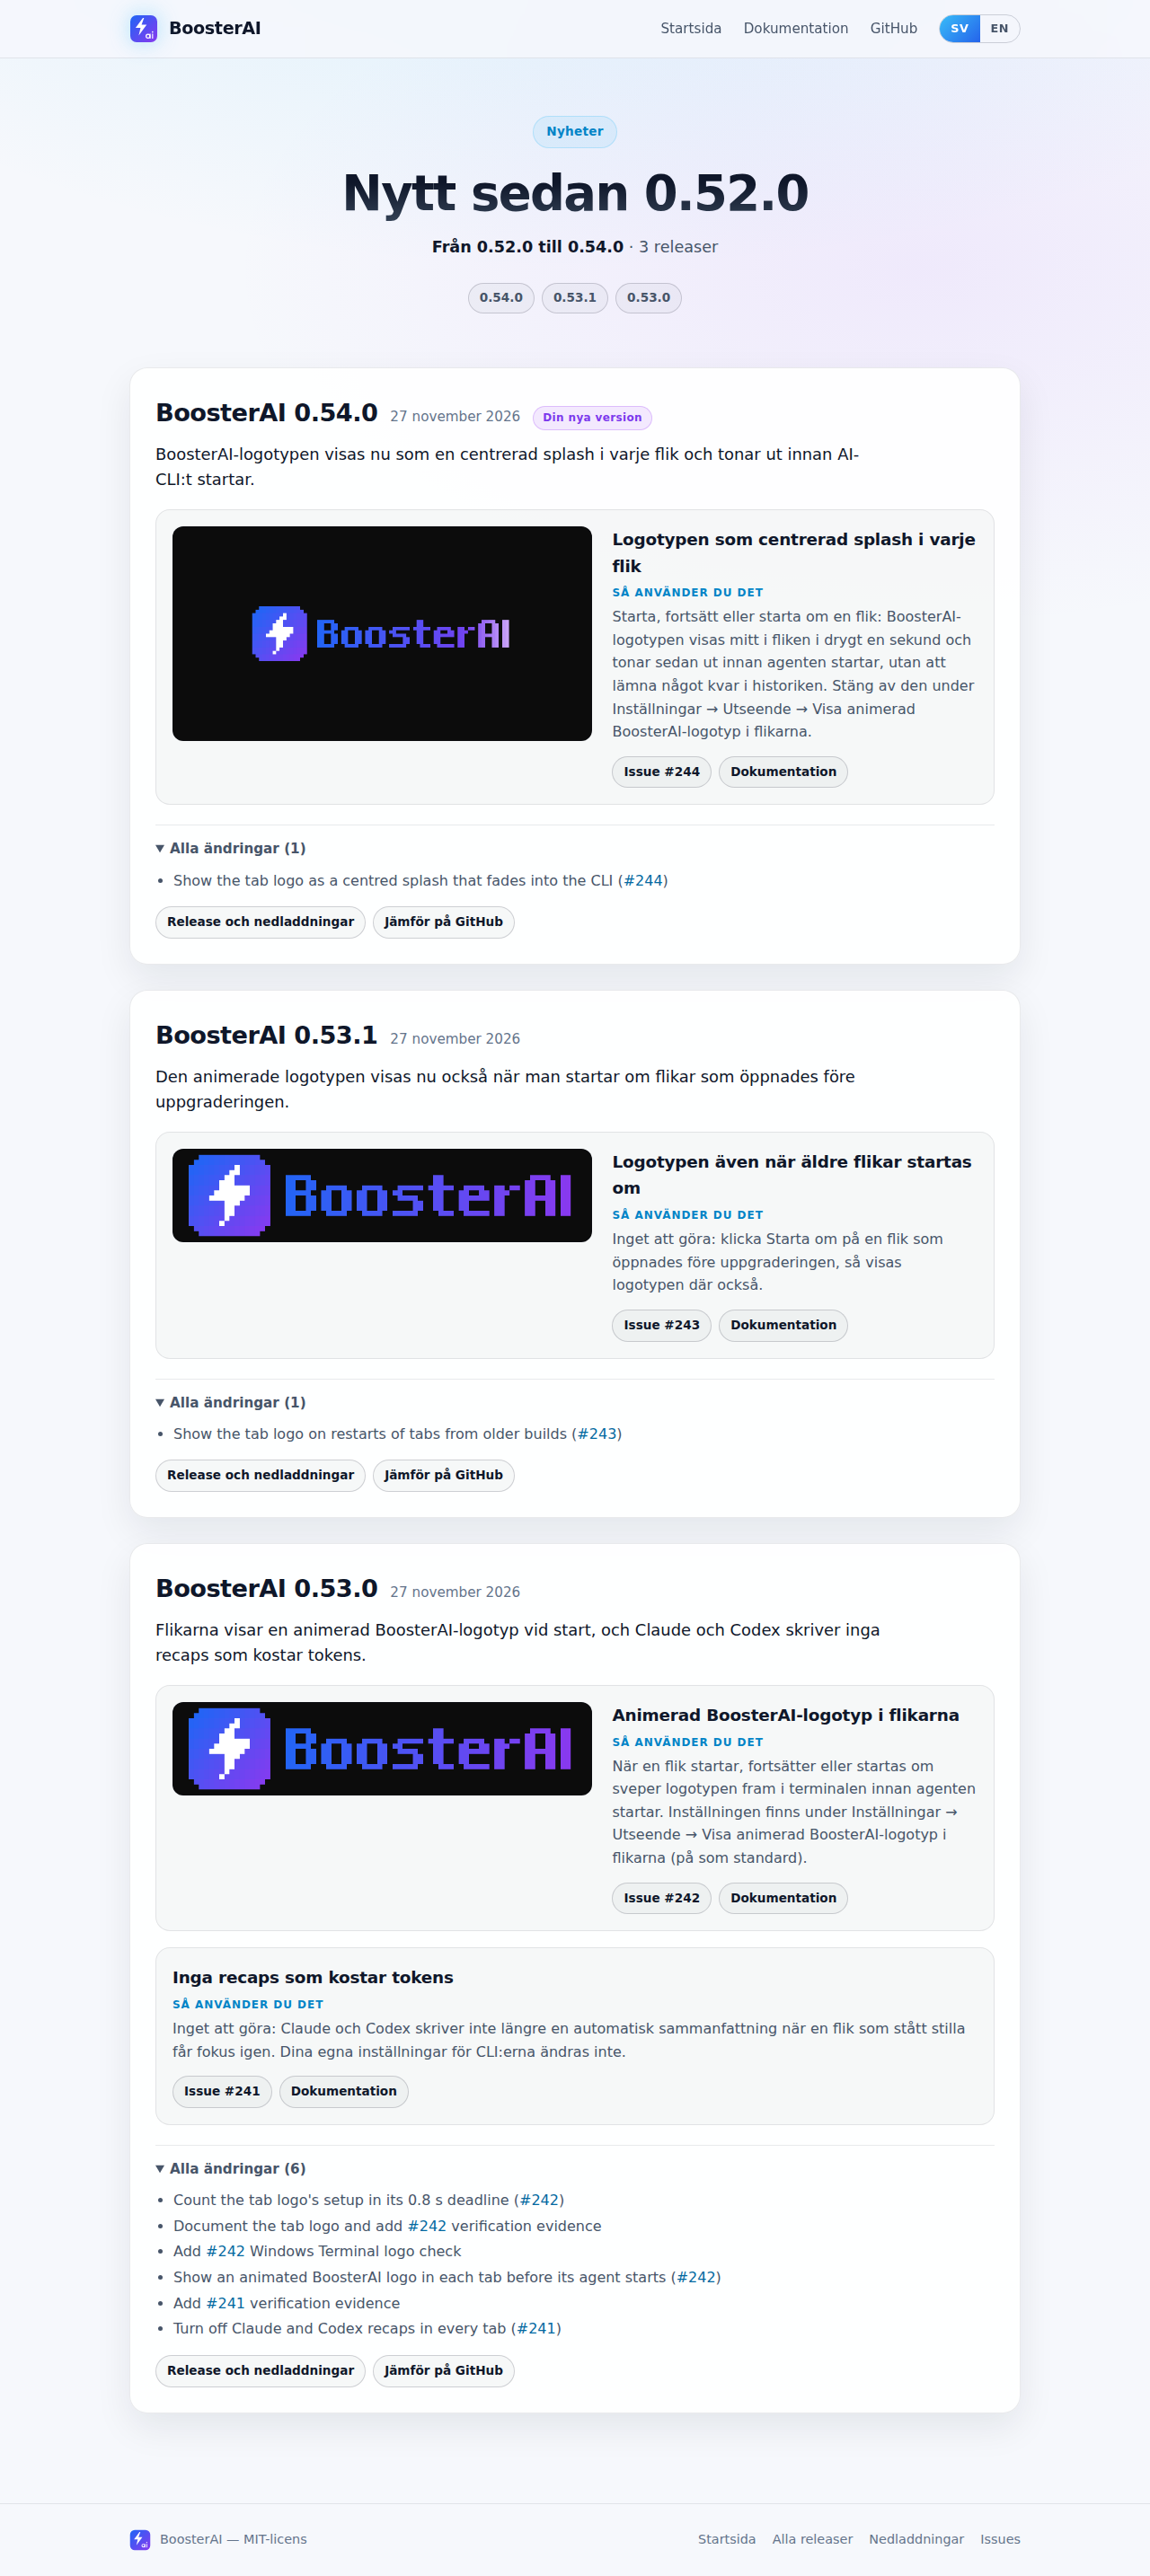 BoosterAI
Startsida
Dokumentation
GitHub
SV
EN
Nyheter
Nytt sedan 0.52.0
Från 0.52.0 till 0.54.0 · 3 releaser
0.54.0
0.53.1
0.53.0
BoosterAI 0.54.0
27 november 2026
Din nya version
BoosterAI-logotypen visas nu som en centrerad splash i varje flik och tonar ut innan AI-
CLI:t startar.
BoosterAI
Logotypen som centrerad splash i varje
flik
SÅ ANVÄNDER DU DET
Starta, fortsätt eller starta om en flik: BoosterAI-
logotypen visas mitt i fliken i drygt en sekund och
tonar sedan ut innan agenten startar, utan att
lämna något kvar i historiken. Stäng av den under
Inställningar → Utseende → Visa animerad
BoosterAI-logotyp i flikarna.
Issue #244
Dokumentation
▼ Alla ändringar (1)
• Show the tab logo as a centred splash that fades into the CLI (#244)
Release och nedladdningar
Jämför på GitHub
BoosterAI 0.53.1
27 november 2026
Den animerade logotypen visas nu också när man startar om flikar som öppnades före
uppgraderingen.
BoosterAI
Logotypen även när äldre flikar startas
om
SÅ ANVÄNDER DU DET
Inget att göra: klicka Starta om på en flik som
öppnades före uppgraderingen, så visas
logotypen där också.
Issue #243
Dokumentation
▼ Alla ändringar (1)
• Show the tab logo on restarts of tabs from older builds (#243)
Release och nedladdningar
Jämför på GitHub
BoosterAI 0.53.0
27 november 2026
Flikarna visar en animerad BoosterAI-logotyp vid start, och Claude och Codex skriver inga
recaps som kostar tokens.
BoosterAI
Animerad BoosterAI-logotyp i flikarna
SÅ ANVÄNDER DU DET
När en flik startar, fortsätter eller startas om
sveper logotypen fram i terminalen innan agenten
startar. Inställningen finns under Inställningar →
Utseende → Visa animerad BoosterAI-logotyp i
flikarna (på som standard).
Issue #242
Dokumentation
Inga recaps som kostar tokens
SÅ ANVÄNDER DU DET
Inget att göra: Claude och Codex skriver inte längre en automatisk sammanfattning när en flik som stått stilla
får fokus igen. Dina egna inställningar för CLI:erna ändras inte.
Issue #241
Dokumentation
▼ Alla ändringar (6)
• Count the tab logo's setup in its 0.8 s deadline (#242)
• Document the tab logo and add #242 verification evidence
• Add #242 Windows Terminal logo check
• Show an animated BoosterAI logo in each tab before its agent starts (#242)
• Add #241 verification evidence
• Turn off Claude and Codex recaps in every tab (#241)
Release och nedladdningar
Jämför på GitHub
ai
BoosterAI — MIT-licens
Startsida
Alla releaser
Nedladdningar
Issues